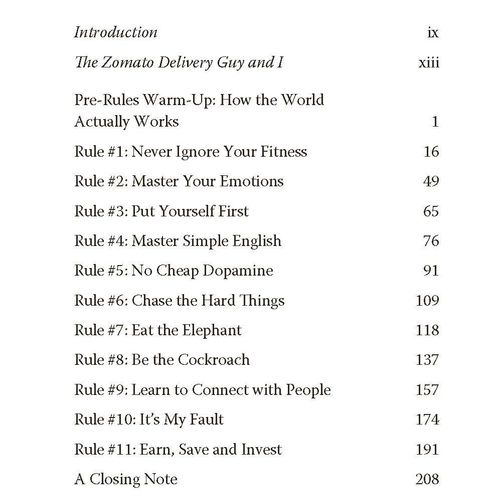 Introduction ix
The Zomato Delivery Guy and I xiii
Pre-Rules Warm-Up: How the World
Actually Works 1
Rule #1: Never Ignore Your Fitness 16
Rule #2: Master Your Emotions 49
Rule #3: Put Yourself First 65
Rule #4: Master Simple English 76
Rule #5: No Cheap Dopamine 91
Rule #6: Chase the Hard Things 109
Rule #7: Eat the Elephant 118
Rule #8: Be the Cockroach 137
Rule #9: Learn to Connect with People 157
Rule #10: It's My Fault 174
Rule #11: Earn, Save and Invest 191
A Closing Note 208